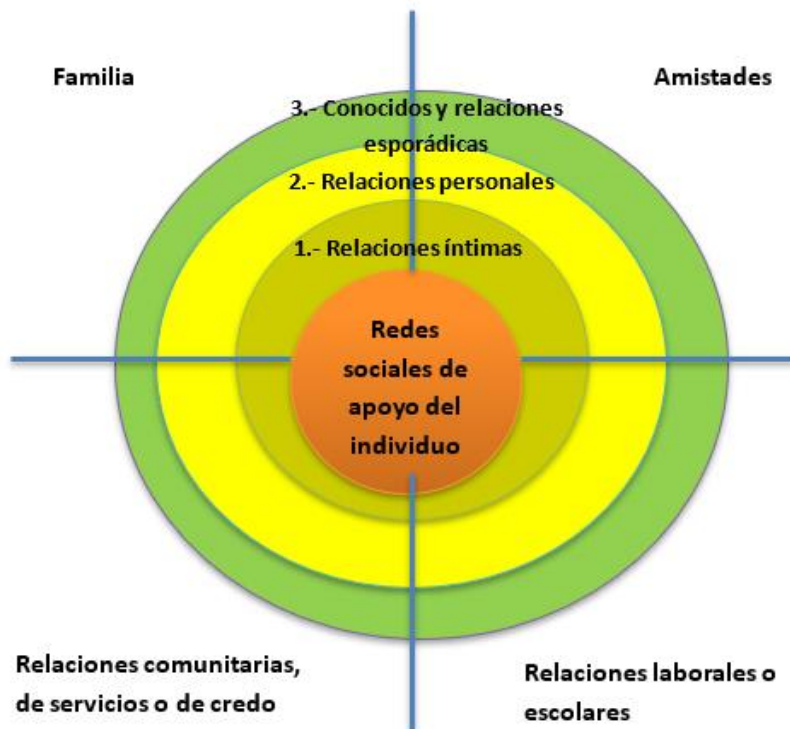 Familia
Amistades
3.- Conocidos y relaciones
esporádicas
2.- Relaciones personales
1.- Relaciones íntimas
Redes
sociales de
apoyo del
individuo
Relaciones comunitarias,
de servicios o de credo
Relaciones laborales o
escolares